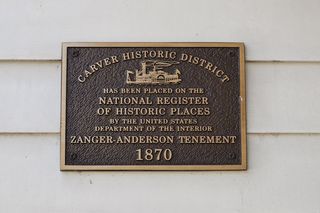 CARVER HISTORIC DISTRICT
HAS BEEN PLACED ON THE
NATIONAL REGISTER
OF HISTORIC PLACES
BY THE UNITED STATES
DEPARTMENT OF THE INTERIOR
ZANGER-ANDERSON TENEMENT
1870